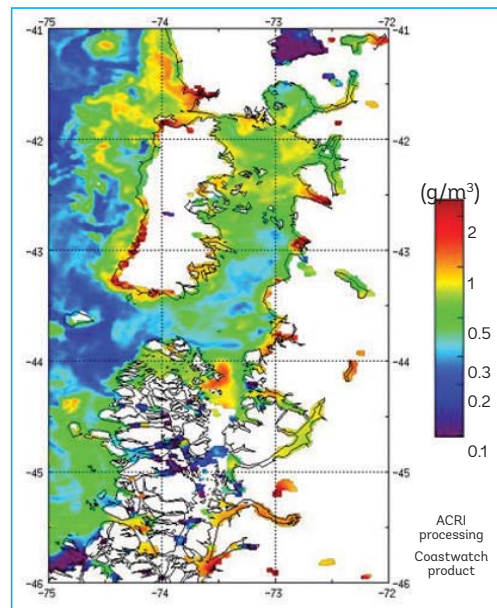 −75 −74 −73 −72
−41 −41
−42 −42
(g/m³)
2
−43 −43
1
0.5
−44 −44
0.3
0.2
−45 −45
0.1
ACRI
processing
Coastwatch
product
−46 −46
−75 −74 −73 −72